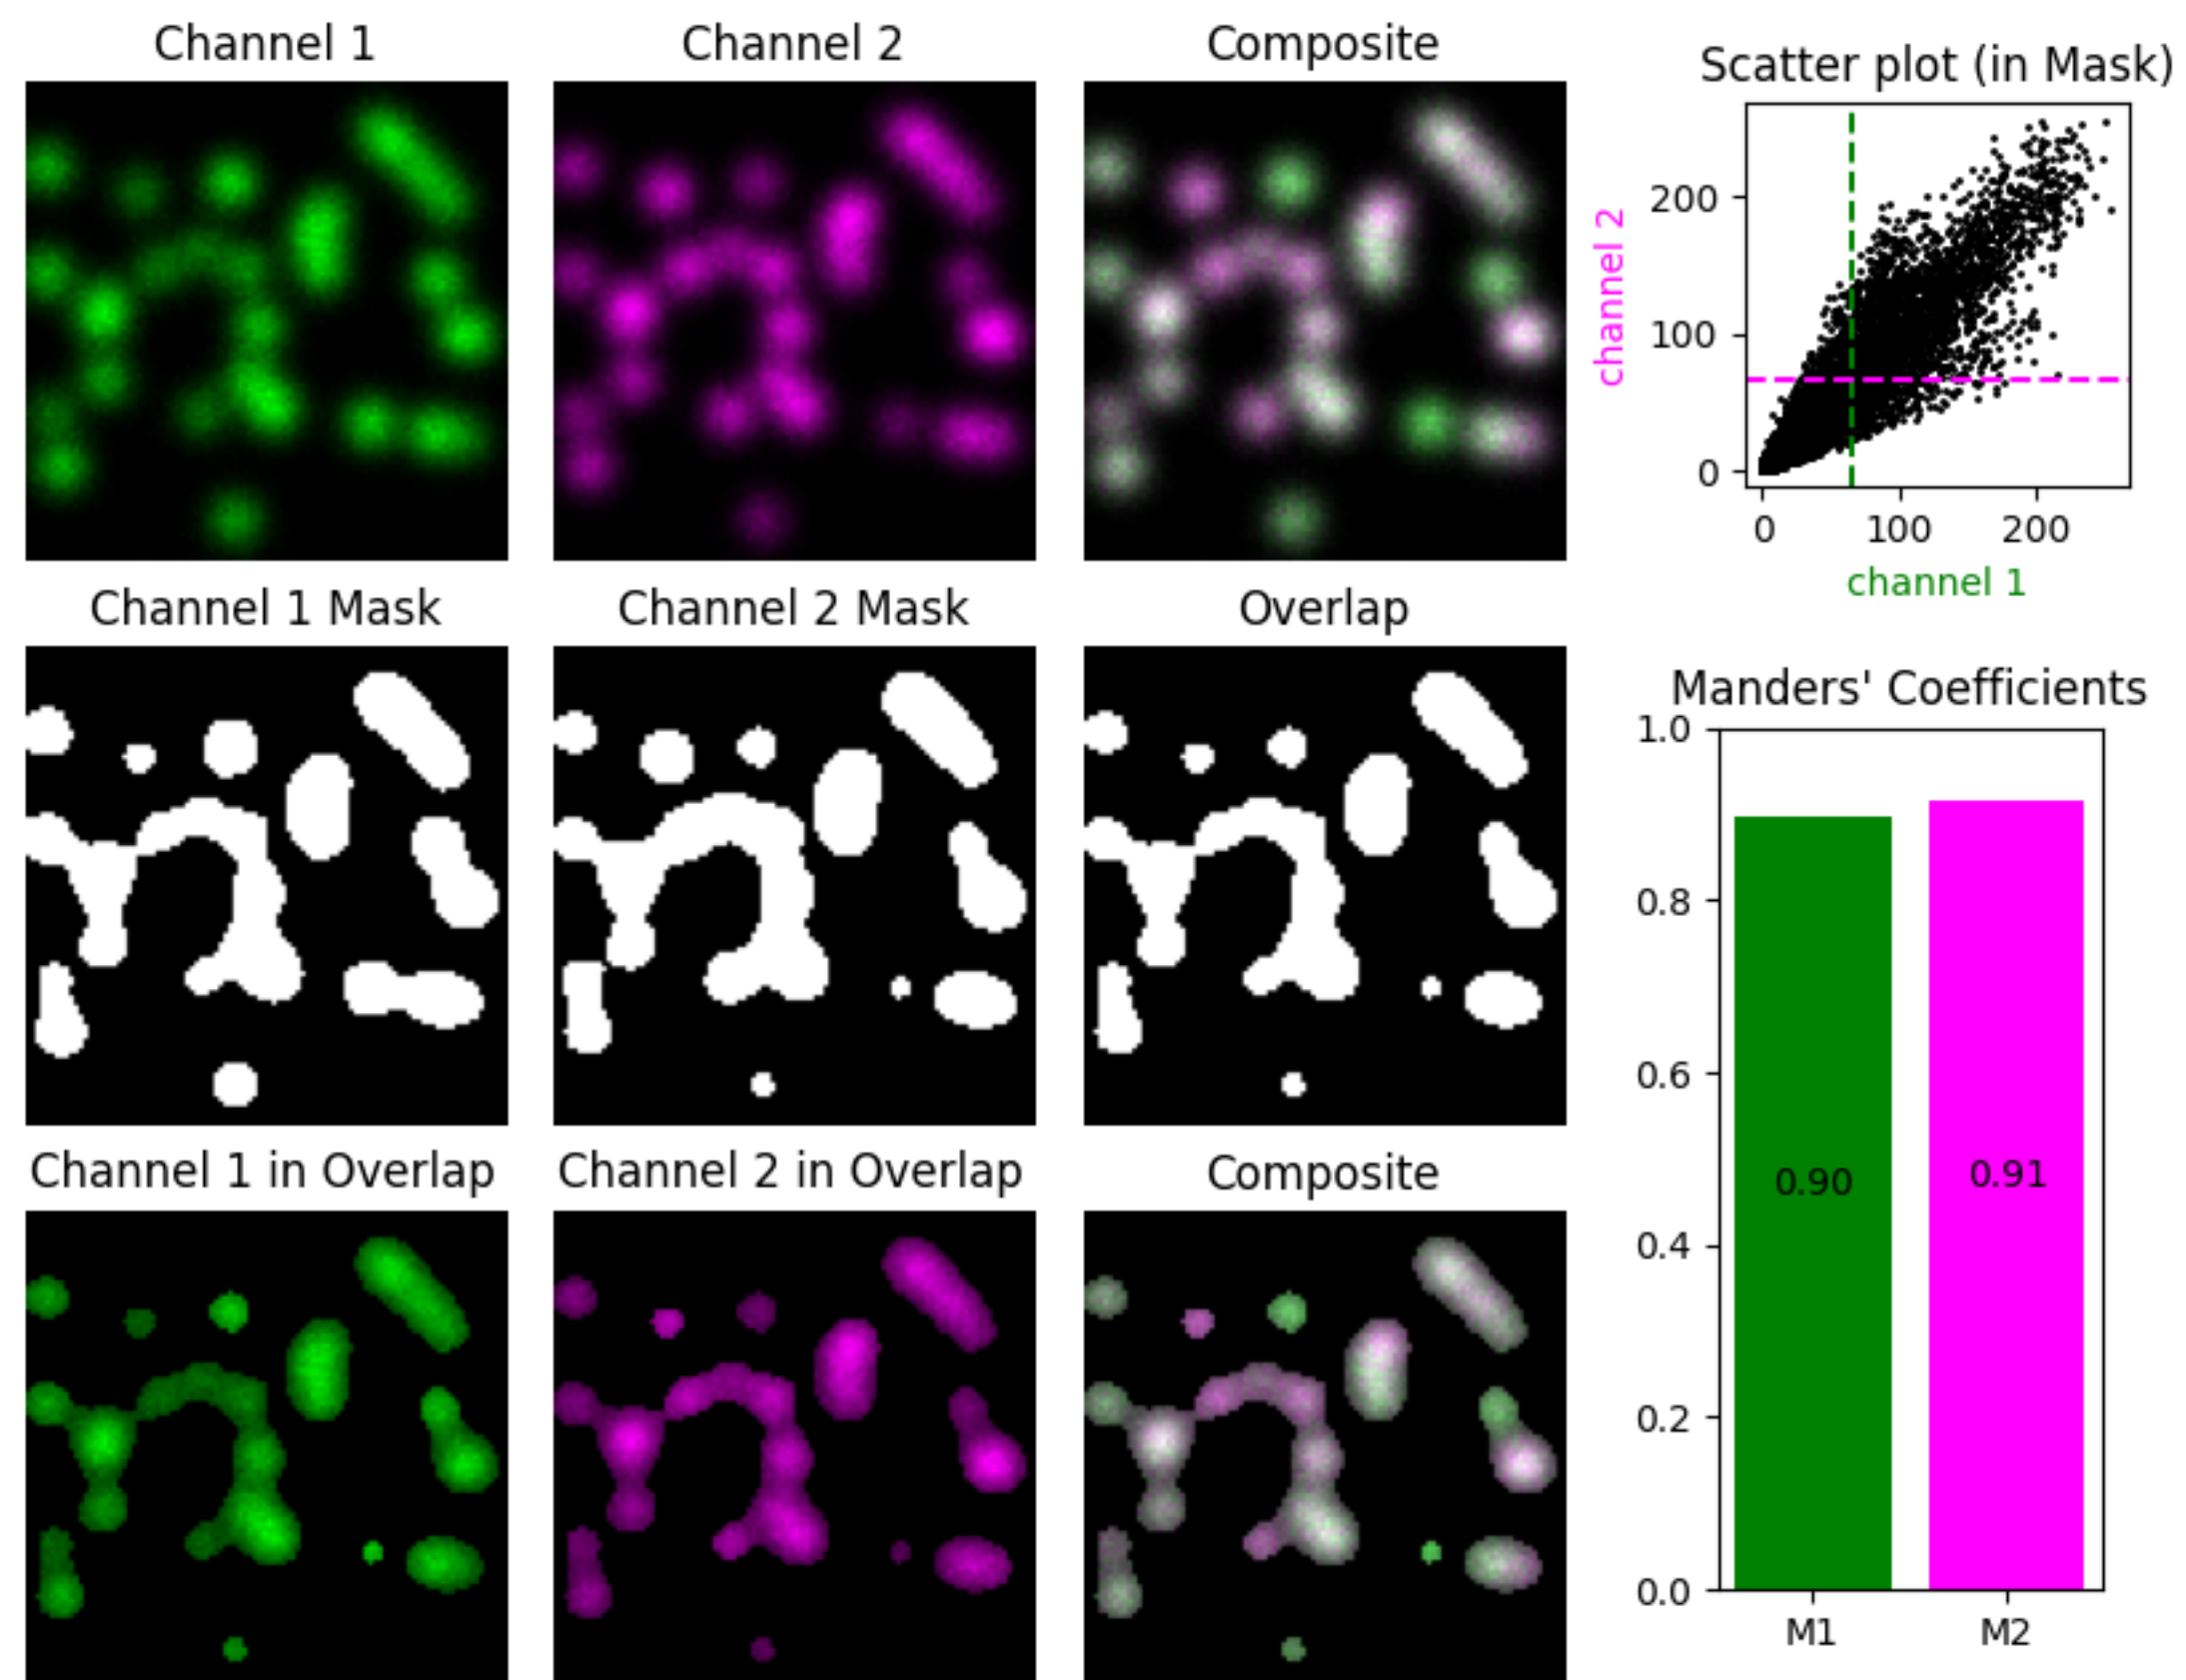 Channel 1
Channel 2
Composite
Scatter plot (in Mask)
channel 2
200
100
0
0 100 200
channel 1
Channel 1 Mask
Channel 2 Mask
Overlap
Manders' Coefficients
1.0
0.8
0.6
0.4
0.2
0.0
0.90
0.91
M1 M2
Channel 1 in Overlap
Channel 2 in Overlap
Composite